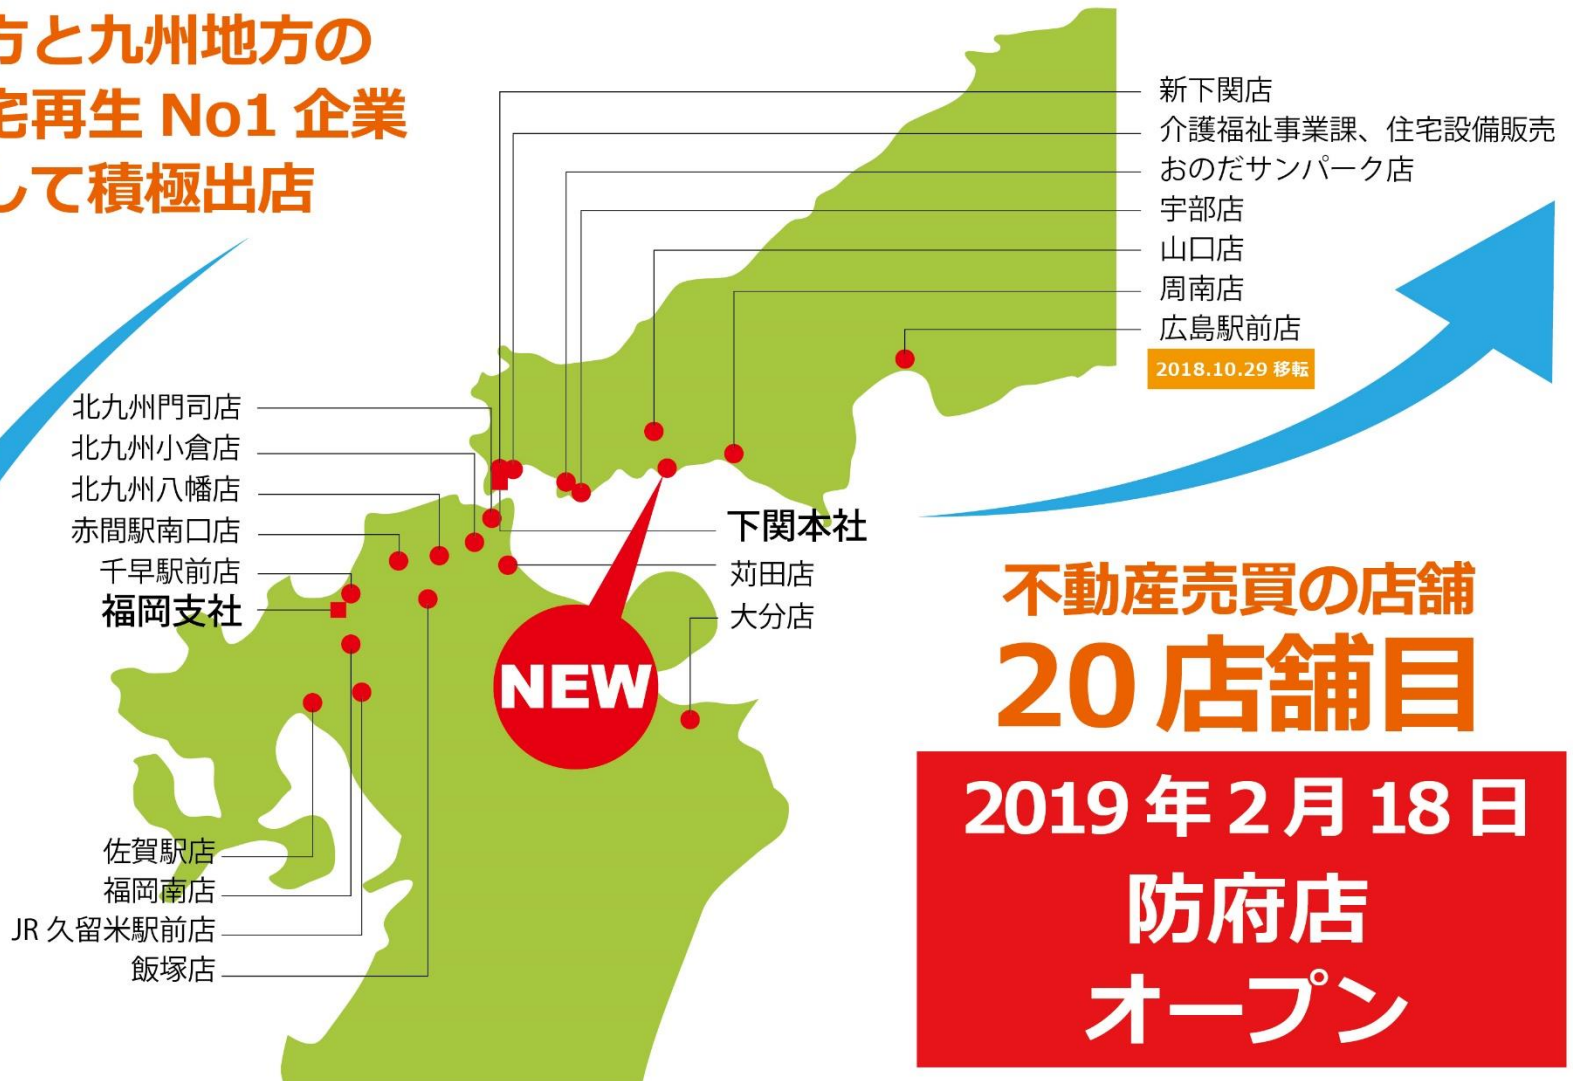 方と九州地方の
宅再生 No1 企業
して積極出店
新下関店
介護福祉事業課、住宅設備販売
おのだサンパーク店
宇部店
山口店
周南店
広島駅前店
2018.10.29 移転
北九州門司店
北九州小倉店
北九州八幡店
赤間駅南口店
千早駅前店
福岡支社
下関本社
苅田店
大分店
NEW
佐賀駅店
福岡南店
JR 久留米駅前店
飯塚店
不動産売買の店舗
20 店舗目
2019 年 2 月 18 日
防府店
オープン